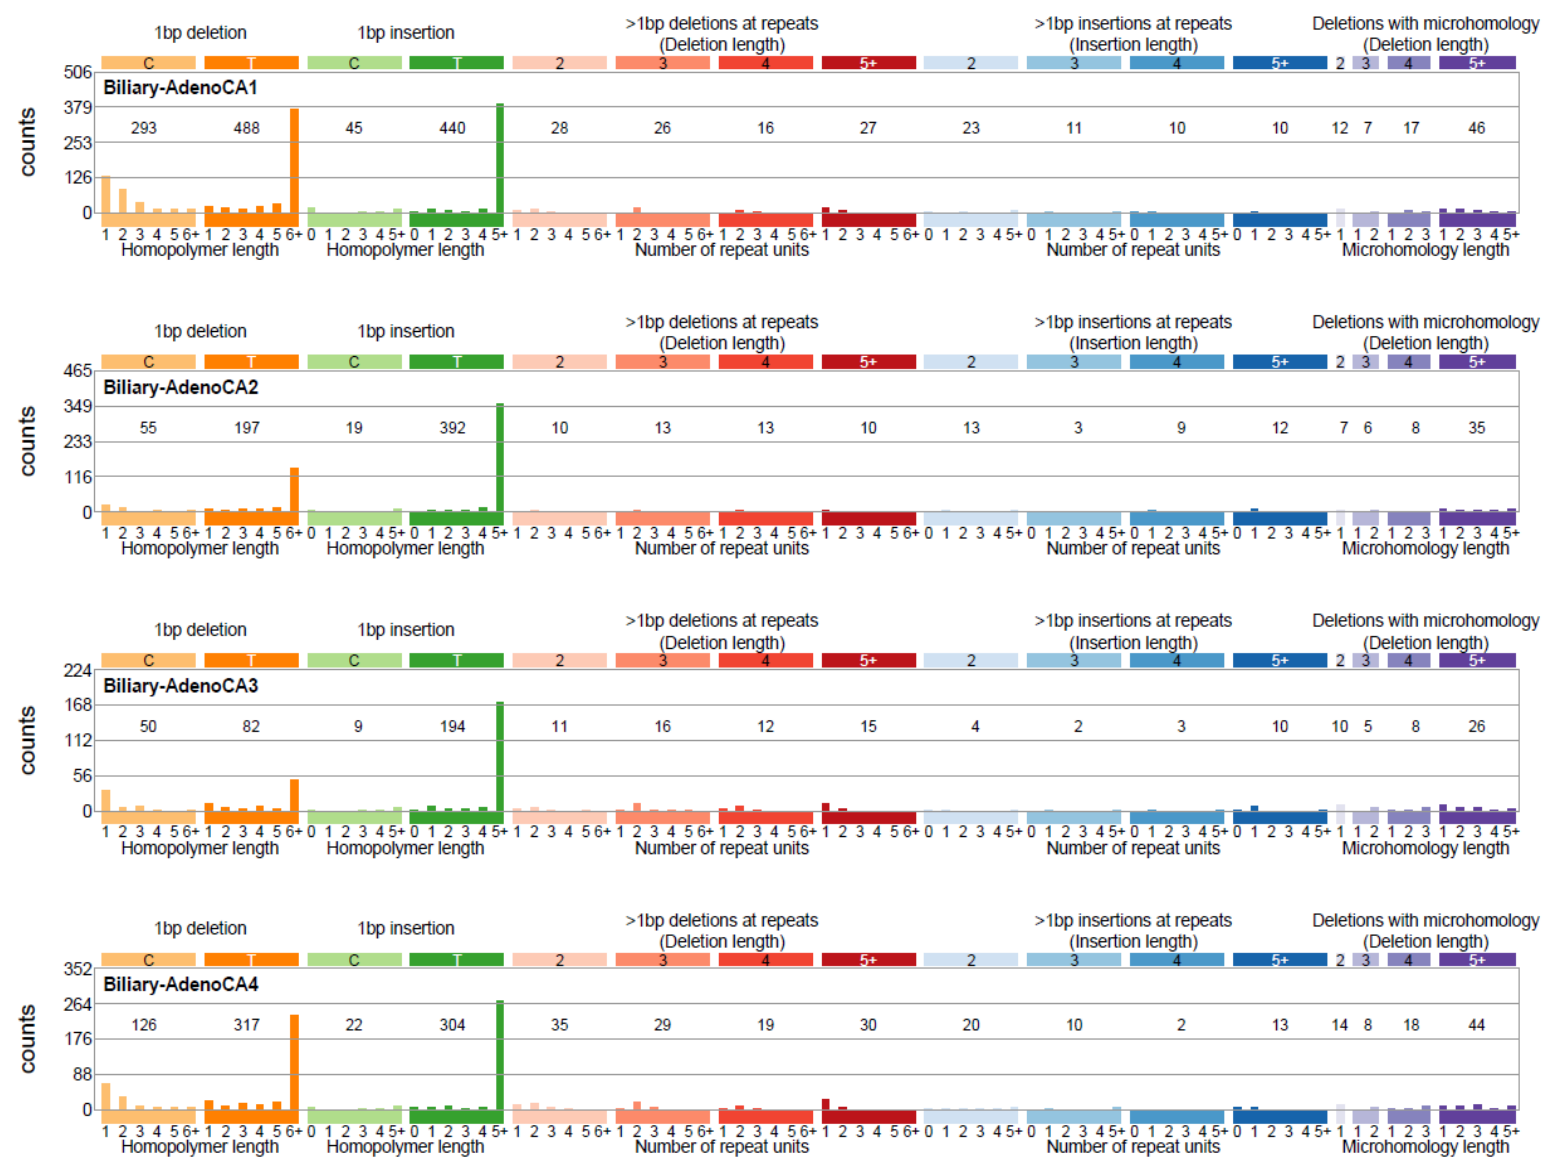 1bp deletion 1bp insertion >1bp deletions at repeats (Deletion length) >1bp insertions at repeats (Insertion length) Deletions with microhomology (Deletion length)
C T C T 2 3 4 5+ 2 3 4 5+ 2 3 4 5+
506
Biliary-AdenoCA1
379
293 488 45 440 28 26 16 27 23 11 10 10 12 7 17 46
253
126
0
counts
1 2 3 4 5 6+ 1 2 3 4 5 6+ 0 1 2 3 4 5+ 0 1 2 3 4 5+ 1 2 3 4 5 6+ 1 2 3 4 5 6+ 1 2 3 4 5 6+ 1 2 3 4 5 6+ 0 1 2 3 4 5+ 0 1 2 3 4 5+ 0 1 2 3 4 5+ 0 1 2 3 4 5+ 1 1 2 1 2 3 1 2 3 4 5+
Homopolymer length Homopolymer length Number of repeat units Number of repeat units Microhomology length
1bp deletion 1bp insertion >1bp deletions at repeats (Deletion length) >1bp insertions at repeats (Insertion length) Deletions with microhomology (Deletion length)
C T C T 2 3 4 5+ 2 3 4 5+ 2 3 4 5+
465
Biliary-AdenoCA2
349
55 197 19 392 10 13 13 10 13 3 9 12 7 6 8 35
233
116
0
counts
1 2 3 4 5 6+ 1 2 3 4 5 6+ 0 1 2 3 4 5+ 0 1 2 3 4 5+ 1 2 3 4 5 6+ 1 2 3 4 5 6+ 1 2 3 4 5 6+ 1 2 3 4 5 6+ 0 1 2 3 4 5+ 0 1 2 3 4 5+ 0 1 2 3 4 5+ 0 1 2 3 4 5+ 1 1 2 1 2 3 1 2 3 4 5+
Homopolymer length Homopolymer length Number of repeat units Number of repeat units Microhomology length
1bp deletion 1bp insertion >1bp deletions at repeats (Deletion length) >1bp insertions at repeats (Insertion length) Deletions with microhomology (Deletion length)
C T C T 2 3 4 5+ 2 3 4 5+ 2 3 4 5+
224
Biliary-AdenoCA3
168
50 82 9 194 11 16 12 15 4 2 3 10 10 5 8 26
112
56
0
counts
1 2 3 4 5 6+ 1 2 3 4 5 6+ 0 1 2 3 4 5+ 0 1 2 3 4 5+ 1 2 3 4 5 6+ 1 2 3 4 5 6+ 1 2 3 4 5 6+ 1 2 3 4 5 6+ 0 1 2 3 4 5+ 0 1 2 3 4 5+ 0 1 2 3 4 5+ 0 1 2 3 4 5+ 1 1 2 1 2 3 1 2 3 4 5+
Homopolymer length Homopolymer length Number of repeat units Number of repeat units Microhomology length
1bp deletion 1bp insertion >1bp deletions at repeats (Deletion length) >1bp insertions at repeats (Insertion length) Deletions with microhomology (Deletion length)
C T C T 2 3 4 5+ 2 3 4 5+ 2 3 4 5+
352
Biliary-AdenoCA4
264
126 317 22 304 35 29 19 30 20 10 2 13 14 8 18 44
176
88
0
counts
1 2 3 4 5 6+ 1 2 3 4 5 6+ 0 1 2 3 4 5+ 0 1 2 3 4 5+ 1 2 3 4 5 6+ 1 2 3 4 5 6+ 1 2 3 4 5 6+ 1 2 3 4 5 6+ 0 1 2 3 4 5+ 0 1 2 3 4 5+ 0 1 2 3 4 5+ 0 1 2 3 4 5+ 1 1 2 1 2 3 1 2 3 4 5+
Homopolymer length Homopolymer length Number of repeat units Number of repeat units Microhomology length